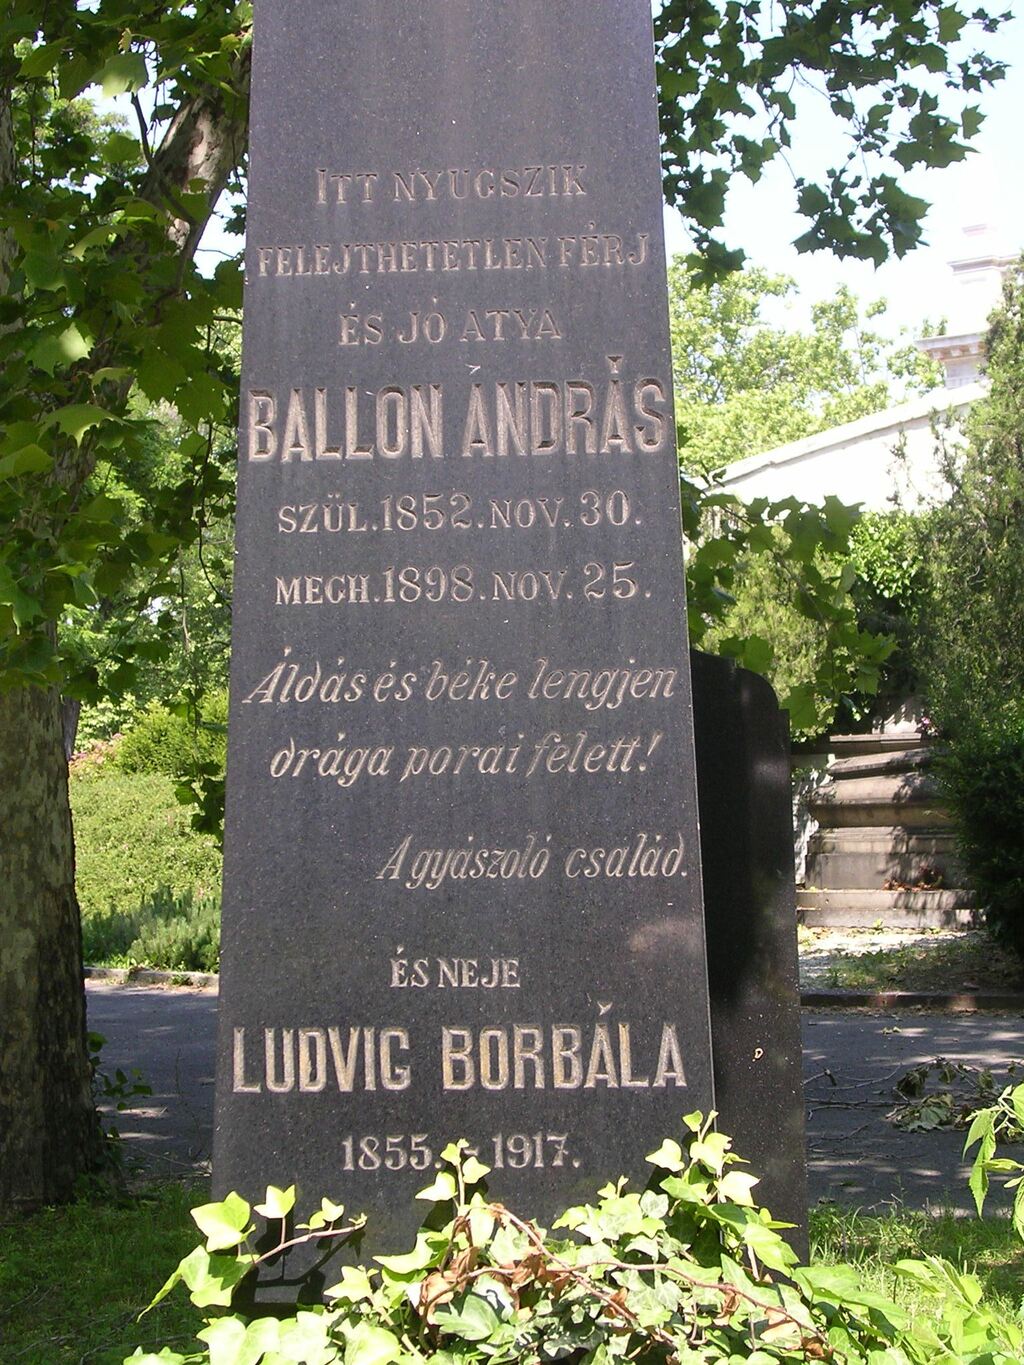 ITT NYUGSZIK
FELEJTHETETLEN FÉRJ
ÉS JÓ ATYA
BALLON ANDRÁS
SZÜL. 1852. NOV. 30.
MEGH. 1898. NOV. 25.
Áldás és béke lengjen
drága porai felett!
A gyászoló család.
ÉS NEJE
LUDVIG BORBÁLA
1855. - 1917.